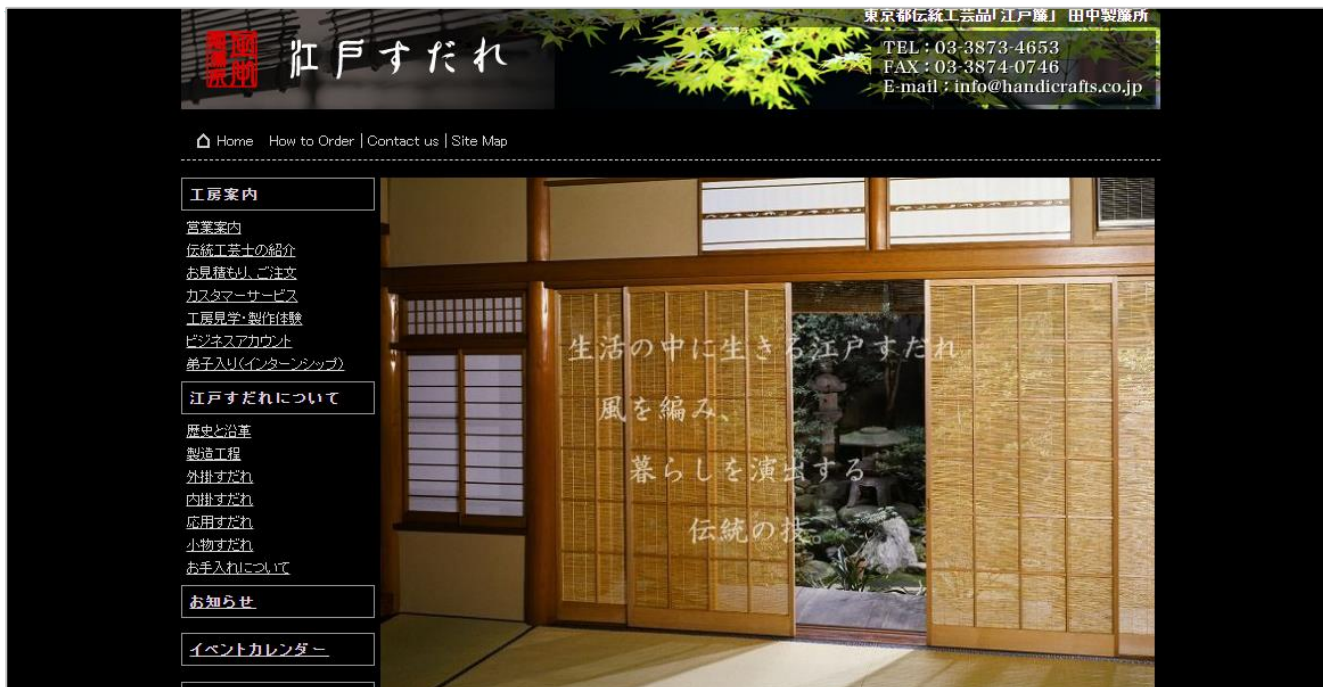 東京都伝統工芸品「江戸簾」 田中製簾所
江戸すだれ
TEL：03-3873-4653
FAX：03-3874-0746
E-mail：info@handicrafts.co.jp
Home How to Order | Contact us | Site Map
工房案内
営業案内
伝統工芸士の紹介
お見積もり、ご注文
カスタマーサービス
工房見学・製作体験
ビジネスアカウント
弟子入り(インターンシップ)
江戸すだれについて
歴史と沿革
製造工程
外掛すだれ
内掛すだれ
応用すだれ
小物すだれ
お手入れについて
お知らせ
イベントカレンダー
生活の中に生きる江戸すだれ
風を編み、
暮らしを演出する
伝統の技。